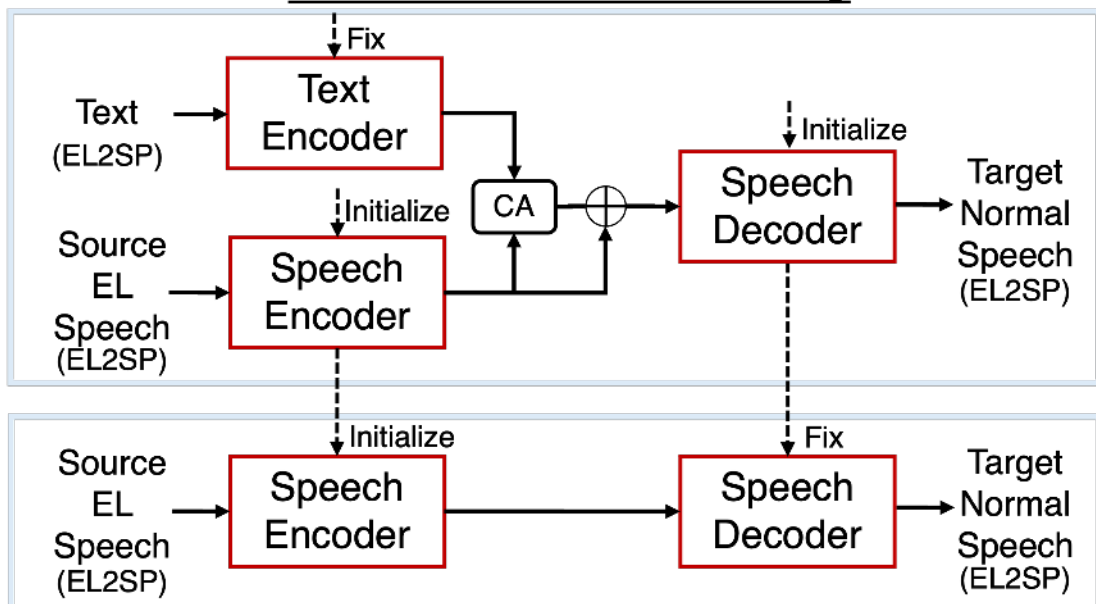 Fix
Text
Encoder
Text
(EL2SP)
Initialize
CA
Initialize
Speech
Decoder
Target
Normal
Speech
(EL2SP)
Source
EL
Speech
(EL2SP)
Speech
Encoder
Initialize
Fix
Source
EL
Speech
(EL2SP)
Speech
Encoder
Speech
Decoder
Target
Normal
Speech
(EL2SP)